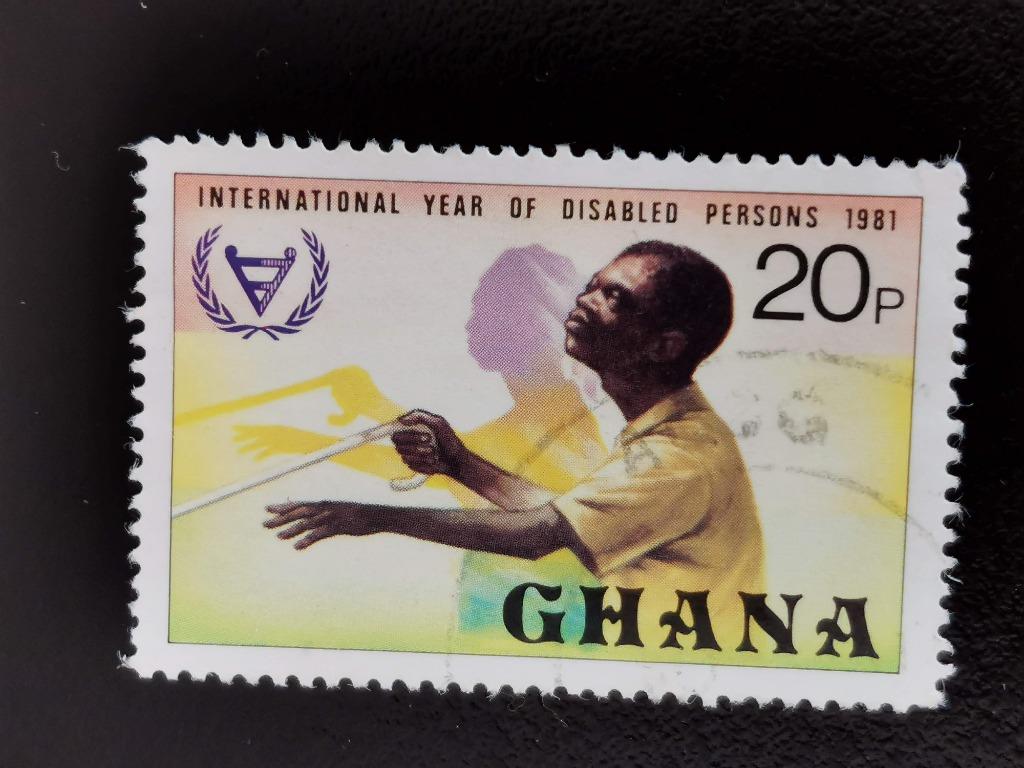 INTERNATIONAL YEAR OF DISABLED PERSONS 1981
20P
GHANA